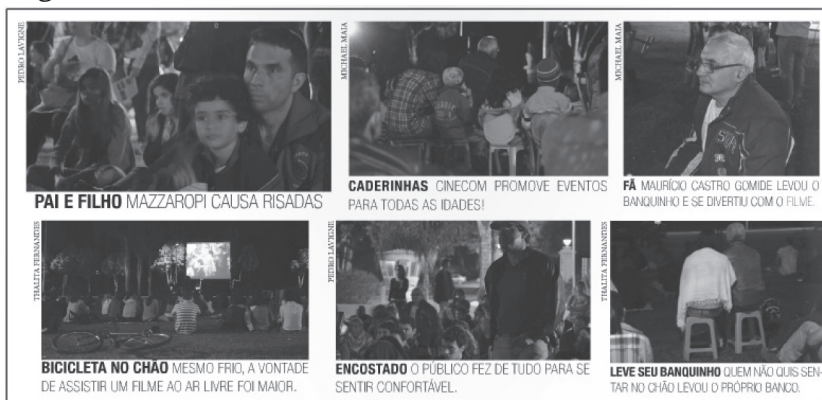 PEDRO LAVIGNE
PAI E FILHO MAZZAROPI CAUSA RISADAS
MICHAEL MAIA
CADERINHAS CINECOM PROMOVE EVENTOS
PARA TODAS AS IDADES!
MICHAEL MAIA
FÃ MAURÍCIO CASTRO GOMIDE LEVOU O
BANQUINHO E SE DIVERTIU COM O FILME.
THALITA FERNANDES
BICICLETA NO CHÃO MESMO FRIO, A VONTADE
DE ASSISTIR UM FILME AO AR LIVRE FOI MAIOR.
PEDRO LAVIGNE
ENCOSTADO O PÚBLICO FEZ DE TUDO PARA SE
SENTIR CONFORTÁVEL.
THALITA FERNANDES
LEVE SEU BANQUINHO QUEM NÃO QUIS SEN-
TAR NO CHÃO LEVOU O PRÓPRIO BANCO.